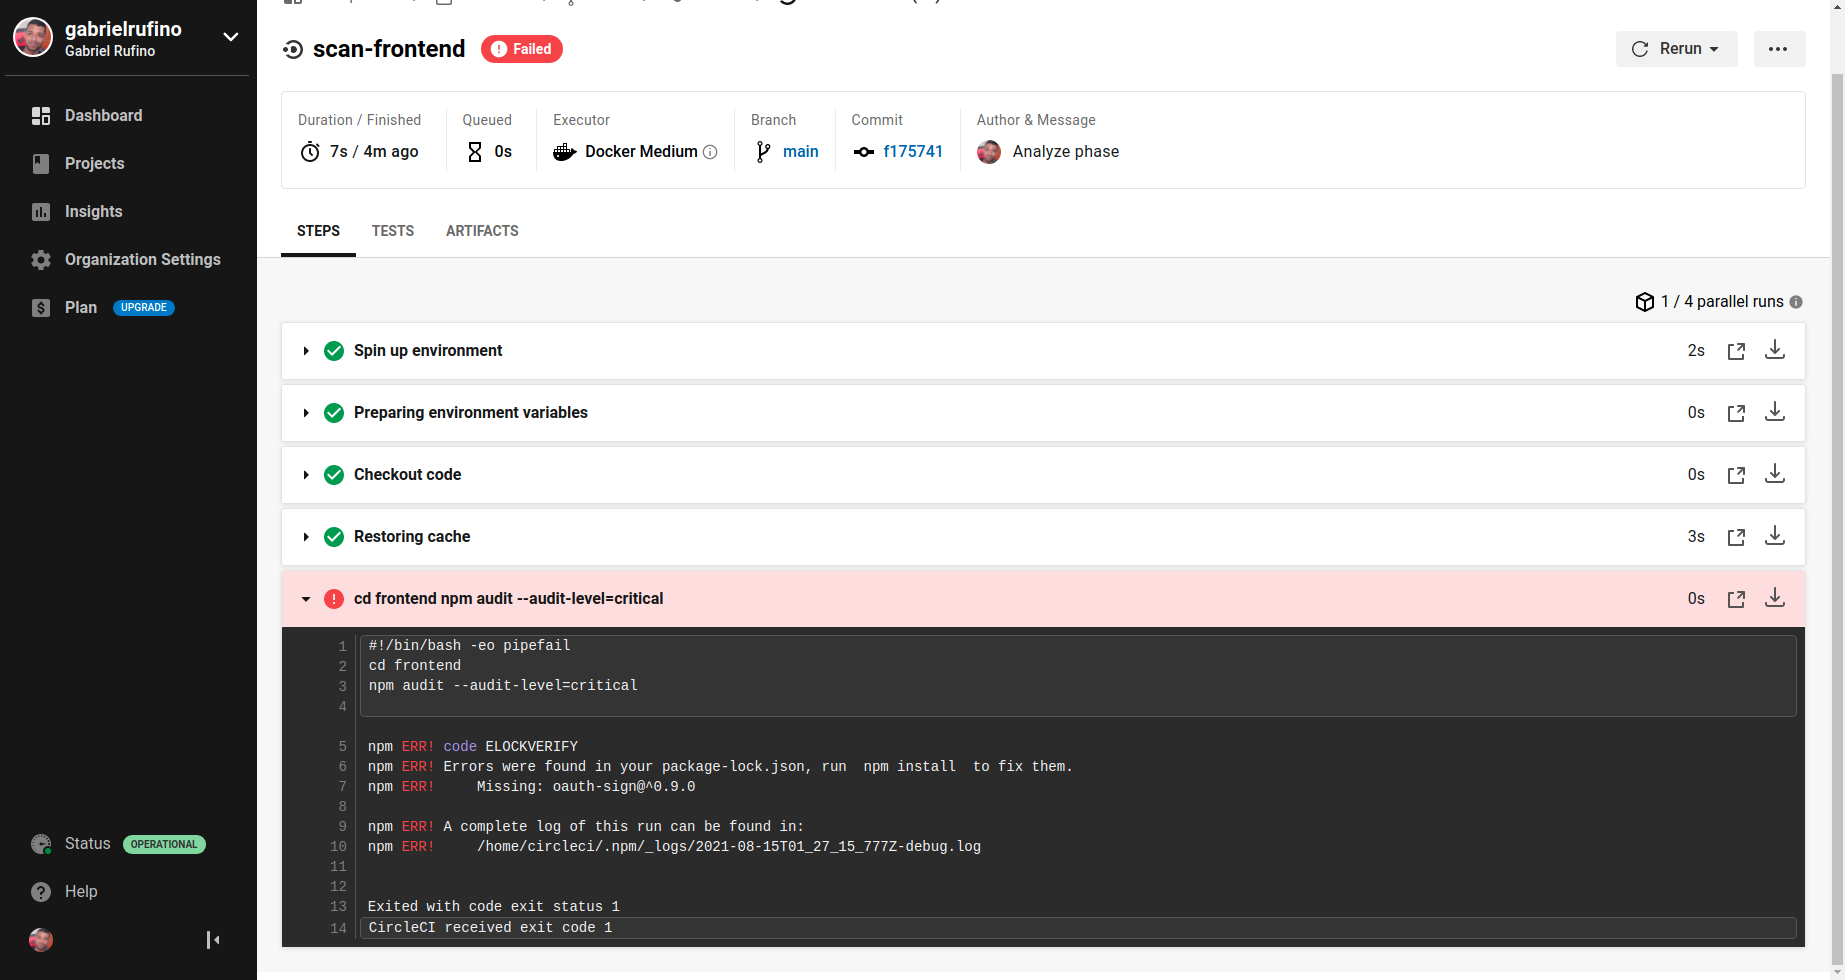 gabrielrufino
Gabriel Rufino
Dashboard
Projects
Insights
Organization Settings
Plan UPGRADE
Status OPERATIONAL
Help
scan-frontend Failed
Rerun
Duration / Finished
7s / 4m ago
Queued
0s
Executor
Docker Medium
Branch
main
Commit
f175741
Author & Message
Analyze phase
STEPS TESTS ARTIFACTS
1 / 4 parallel runs
Spin up environment 2s
Preparing environment variables 0s
Checkout code 0s
Restoring cache 3s
cd frontend npm audit --audit-level=critical 0s
1 #!/bin/bash -eo pipefail
2 cd frontend
3 npm audit --audit-level=critical
4
5 npm ERR! code ELOCKVERIFY
6 npm ERR! Errors were found in your package-lock.json, run  npm install  to fix them.
7 npm ERR!     Missing: oauth-sign@^0.9.0
8
9 npm ERR! A complete log of this run can be found in:
10 npm ERR!     /home/circleci/.npm/_logs/2021-08-15T01_27_15_777Z-debug.log
11
12
13 Exited with code exit status 1
14 CircleCI received exit code 1